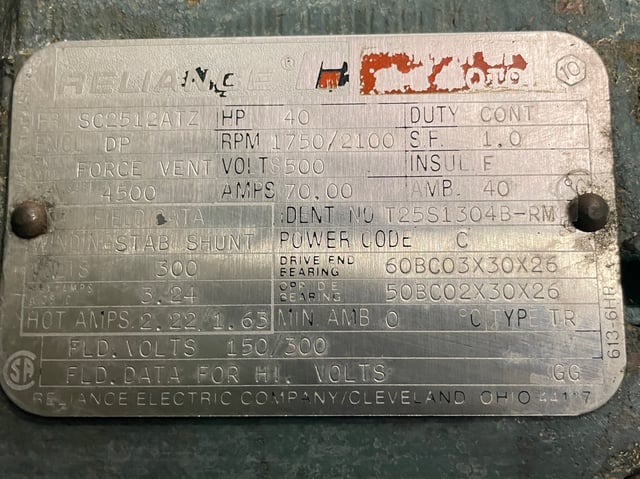 RELIANCE
SC2512ATZ HP 40 DUTY CONT
DP RPM 1750/2100 S.F. 1.0
FORCE VENT VOLTS 500 INSUL F
4500 AMPS 70.00 AMB. 40 °C
FIELD DATA IDENT NO T25S1304B-RM
STAB SHUNT POWER CODE C
VOLTS 300 DRIVE END BEARING 60BC03X30X26
3.24 OPP D E BEARING 50BC02X30X26
HOT AMPS 2.22/1.63 MIN AMB 0 °C TYPE TR
FLD. VOLTS 150/300
FLD. DATA FOR HI. VOLTS GG
RELIANCE ELECTRIC COMPANY/CLEVELAND, OHIO 44117
613-6HB